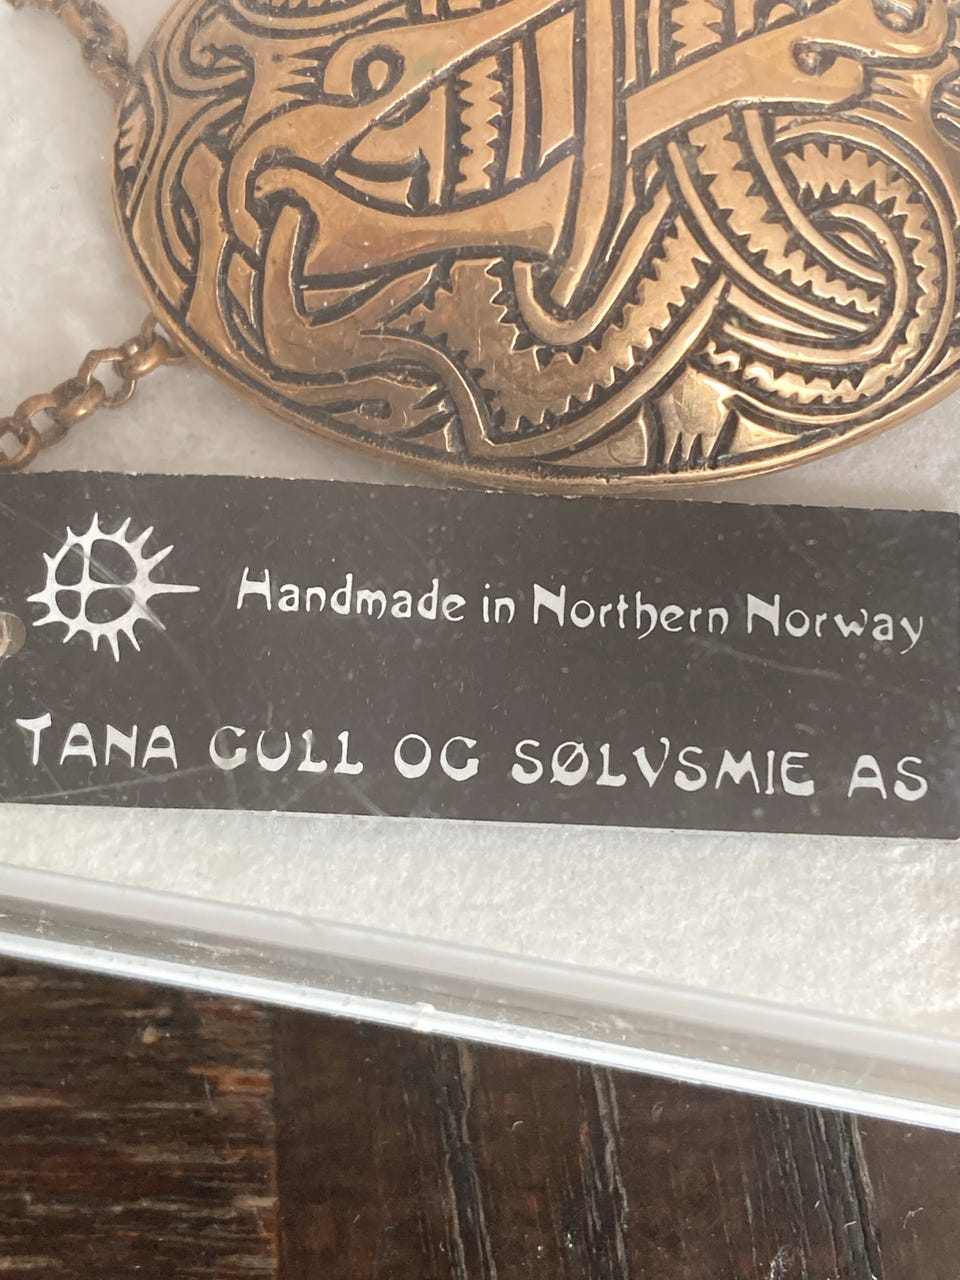 Handmade in Northern Norway
TANA GULL OG SØLVSMIE AS